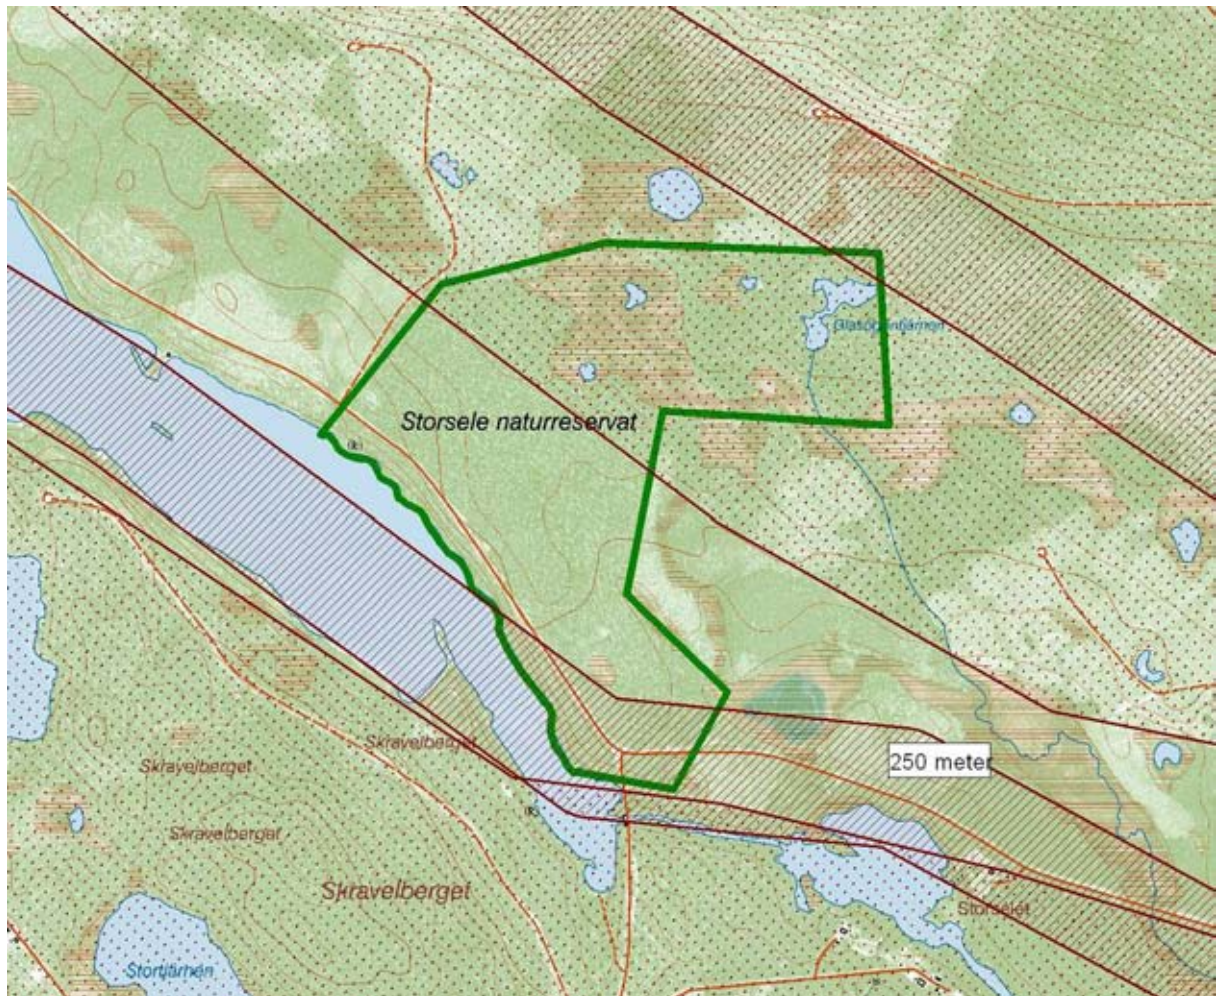 Glasögontjärnen
Storsele naturreservat
Skravelberget
Skravelberget
250 meter
Skravelberget
Skravelberget
Storselet
Stortjärnen